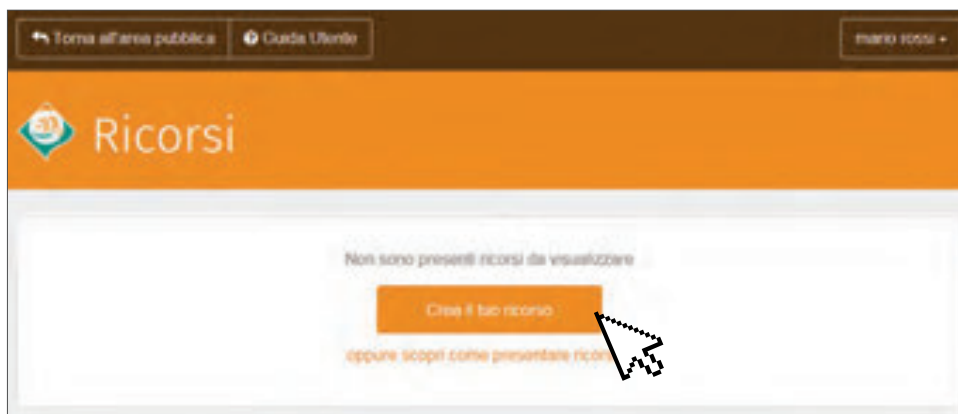 Torna all'area pubblica
Guida Utente
mario rossi
Ricorsi
Non sono presenti ricorsi da visualizzare
Crea il tuo ricorso
oppure scopri come presentare